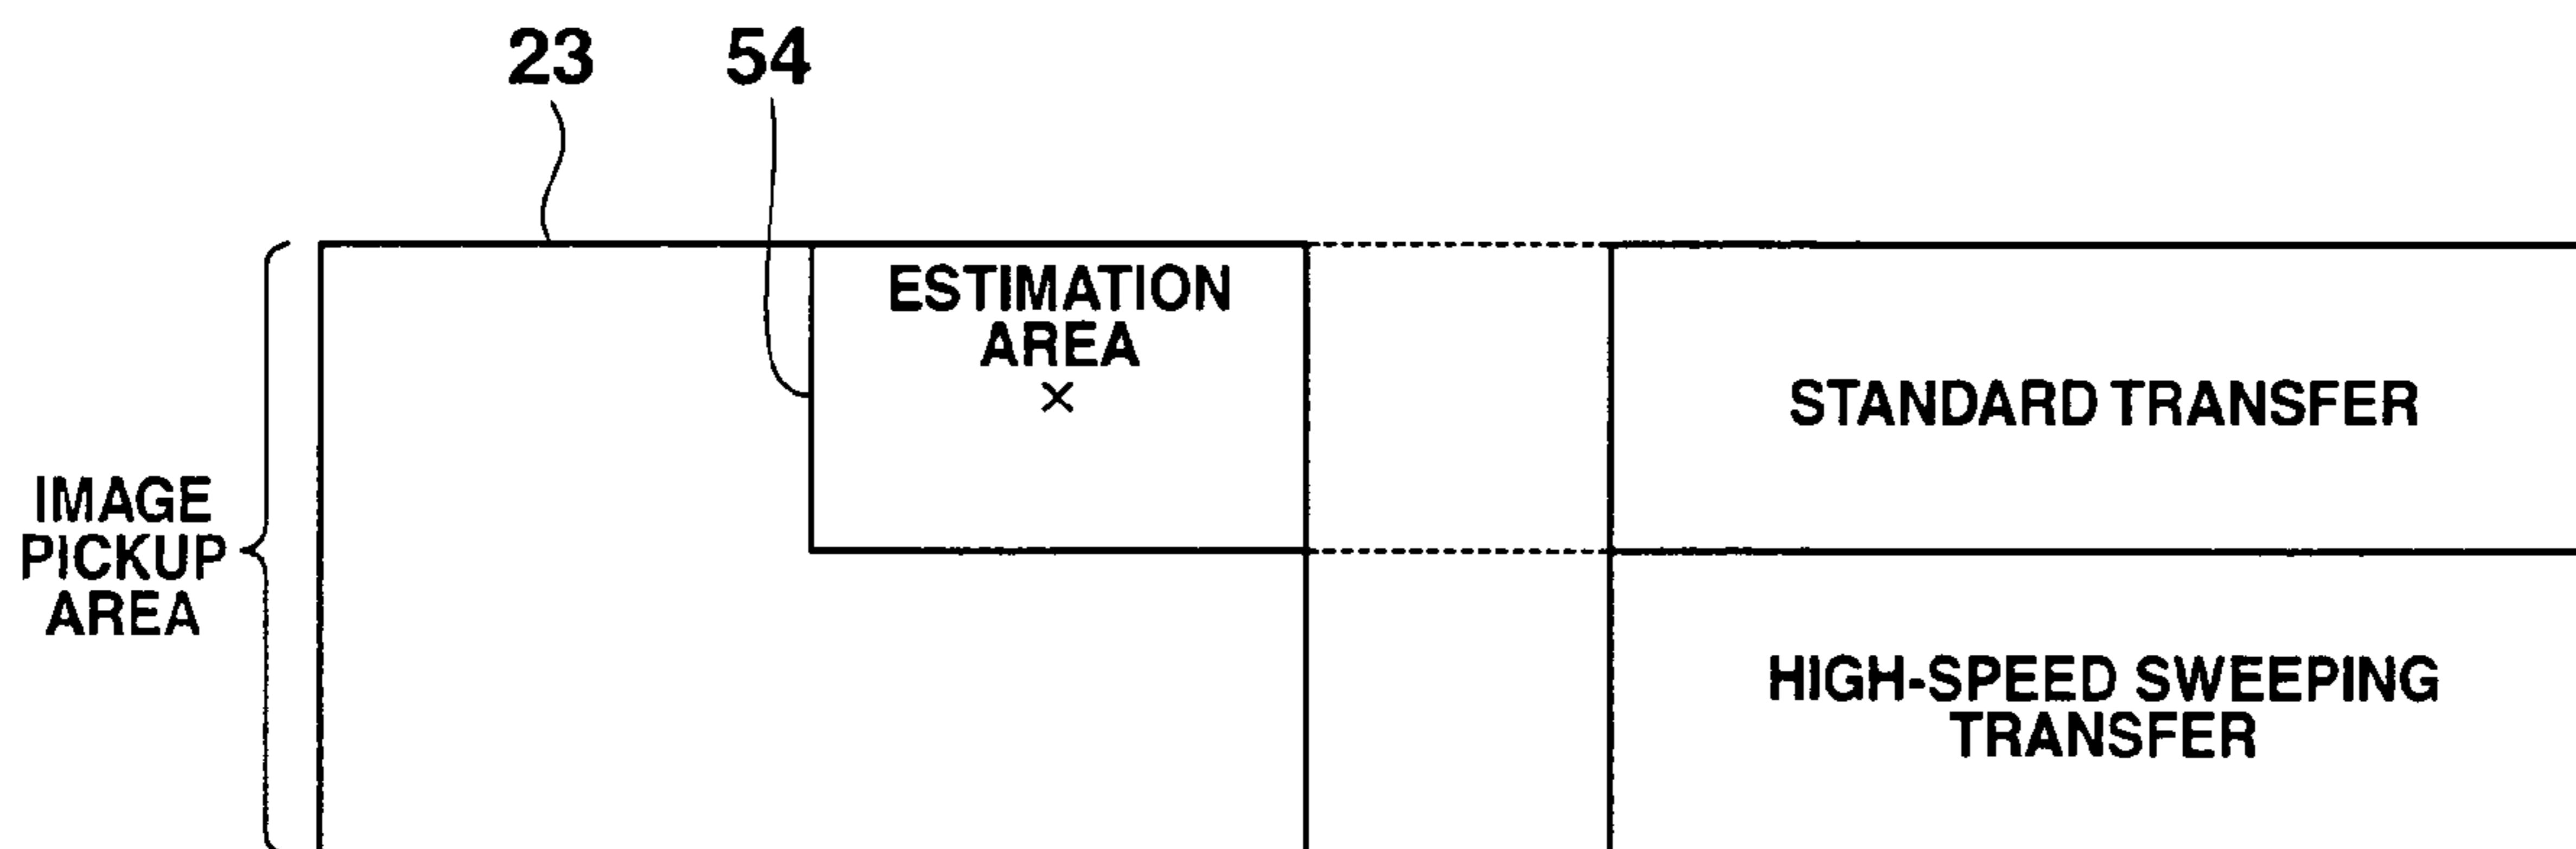 23
54
ESTIMATION
AREA
×
STANDARD TRANSFER
IMAGE
PICKUP
AREA
HIGH-SPEED SWEEPING
TRANSFER